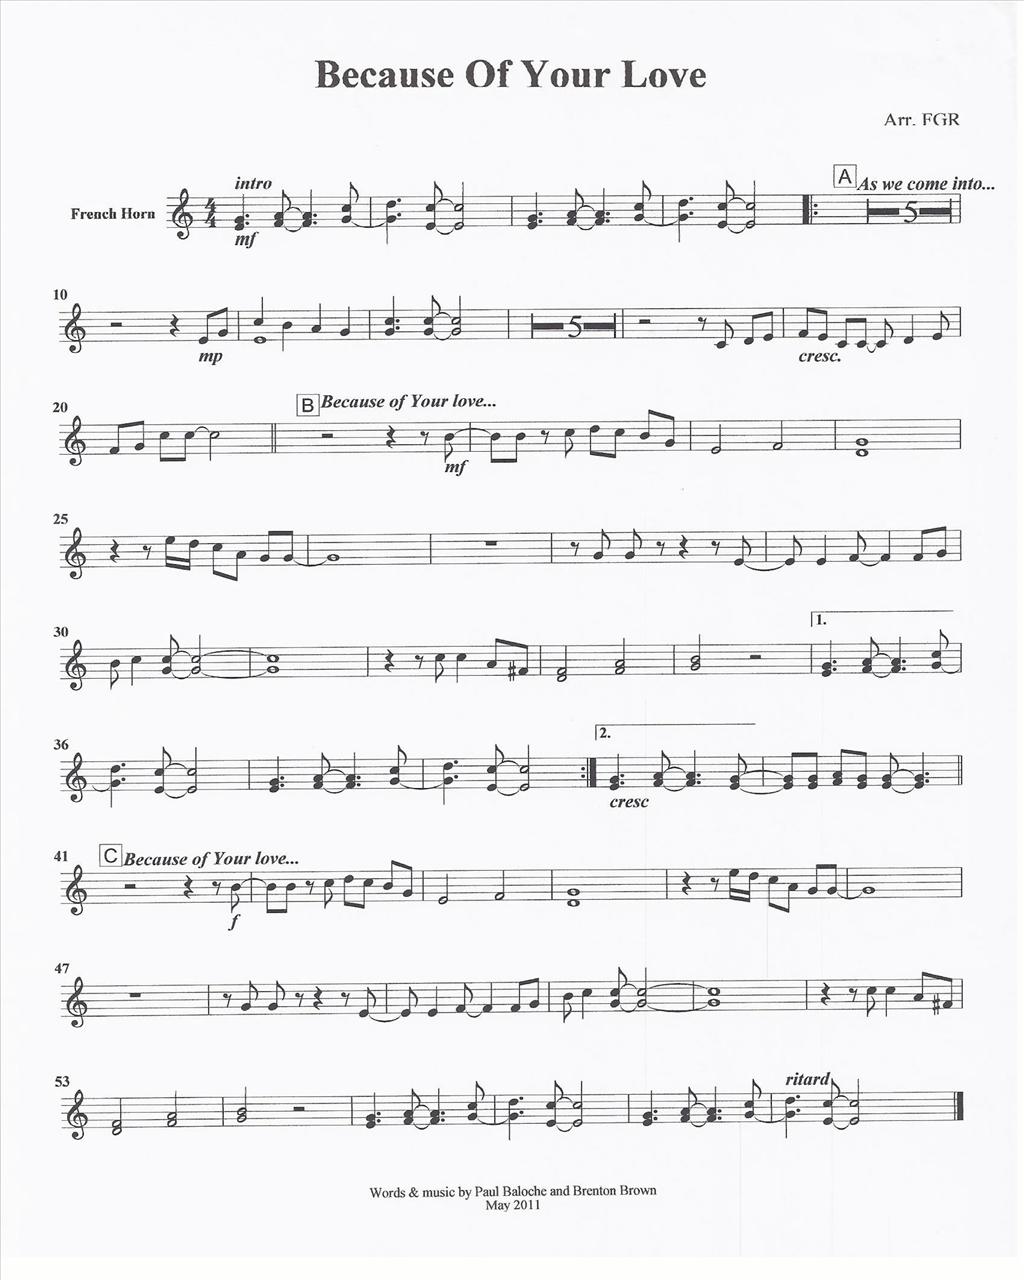 Because Of Your Love
Arr. FGR
intro
A As we come into...
French Horn
4
4
5
mf
10
5
mp
cresc.
20
B Because of Your love...
mf
25
30
1.
36
2.
cresc
41
C Because of Your love...
f
47
53
ritard
Words & music by Paul Baloche and Brenton Brown
May 2011